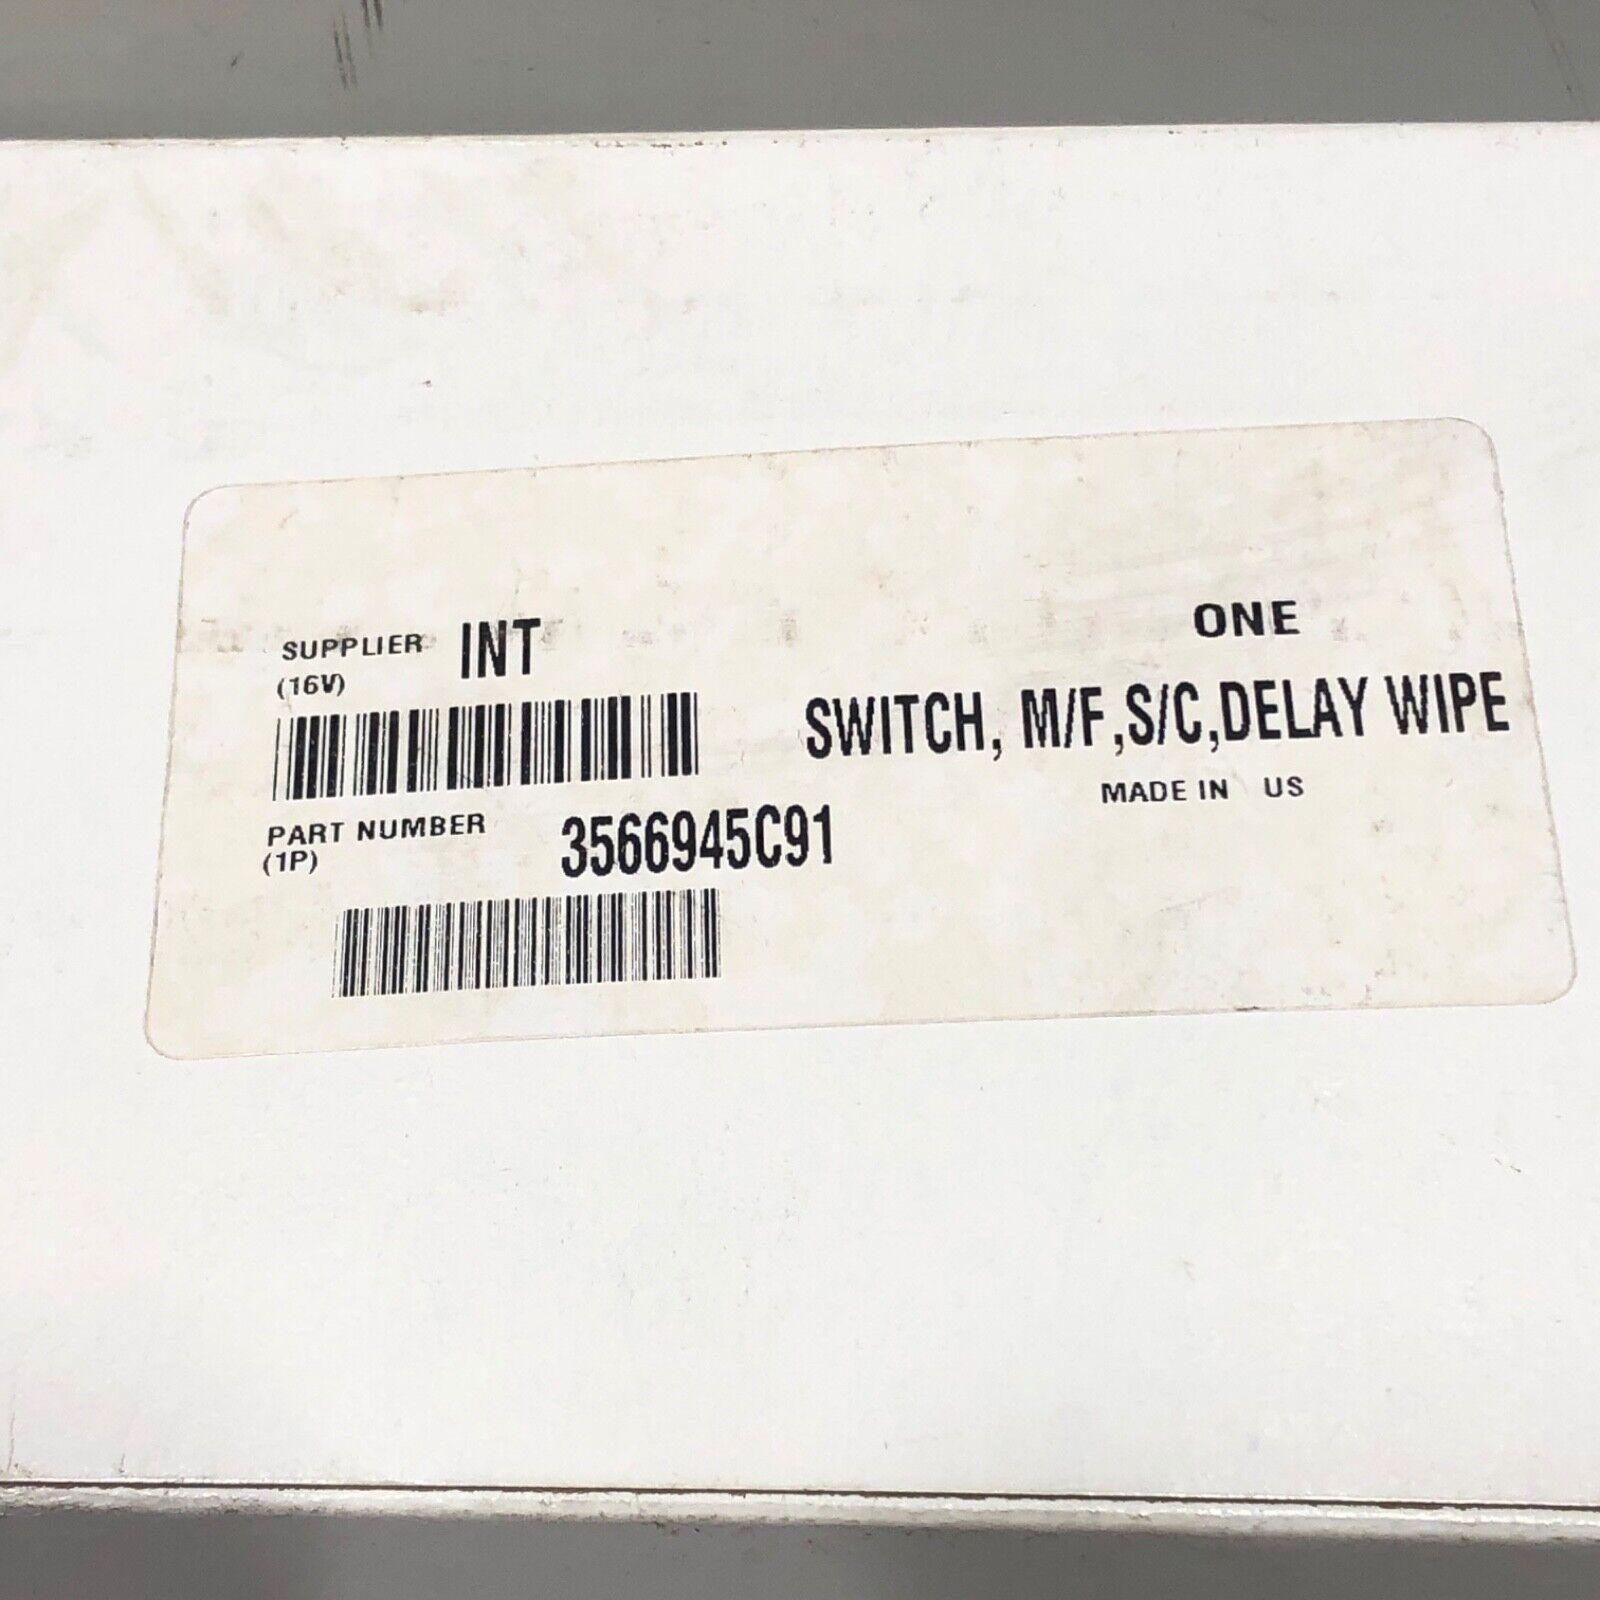 SUPPLIER INT
(16V)
ONE
SWITCH, M/F,S/C,DELAY WIPE
MADE IN US
PART NUMBER 3566945C91
(1P)